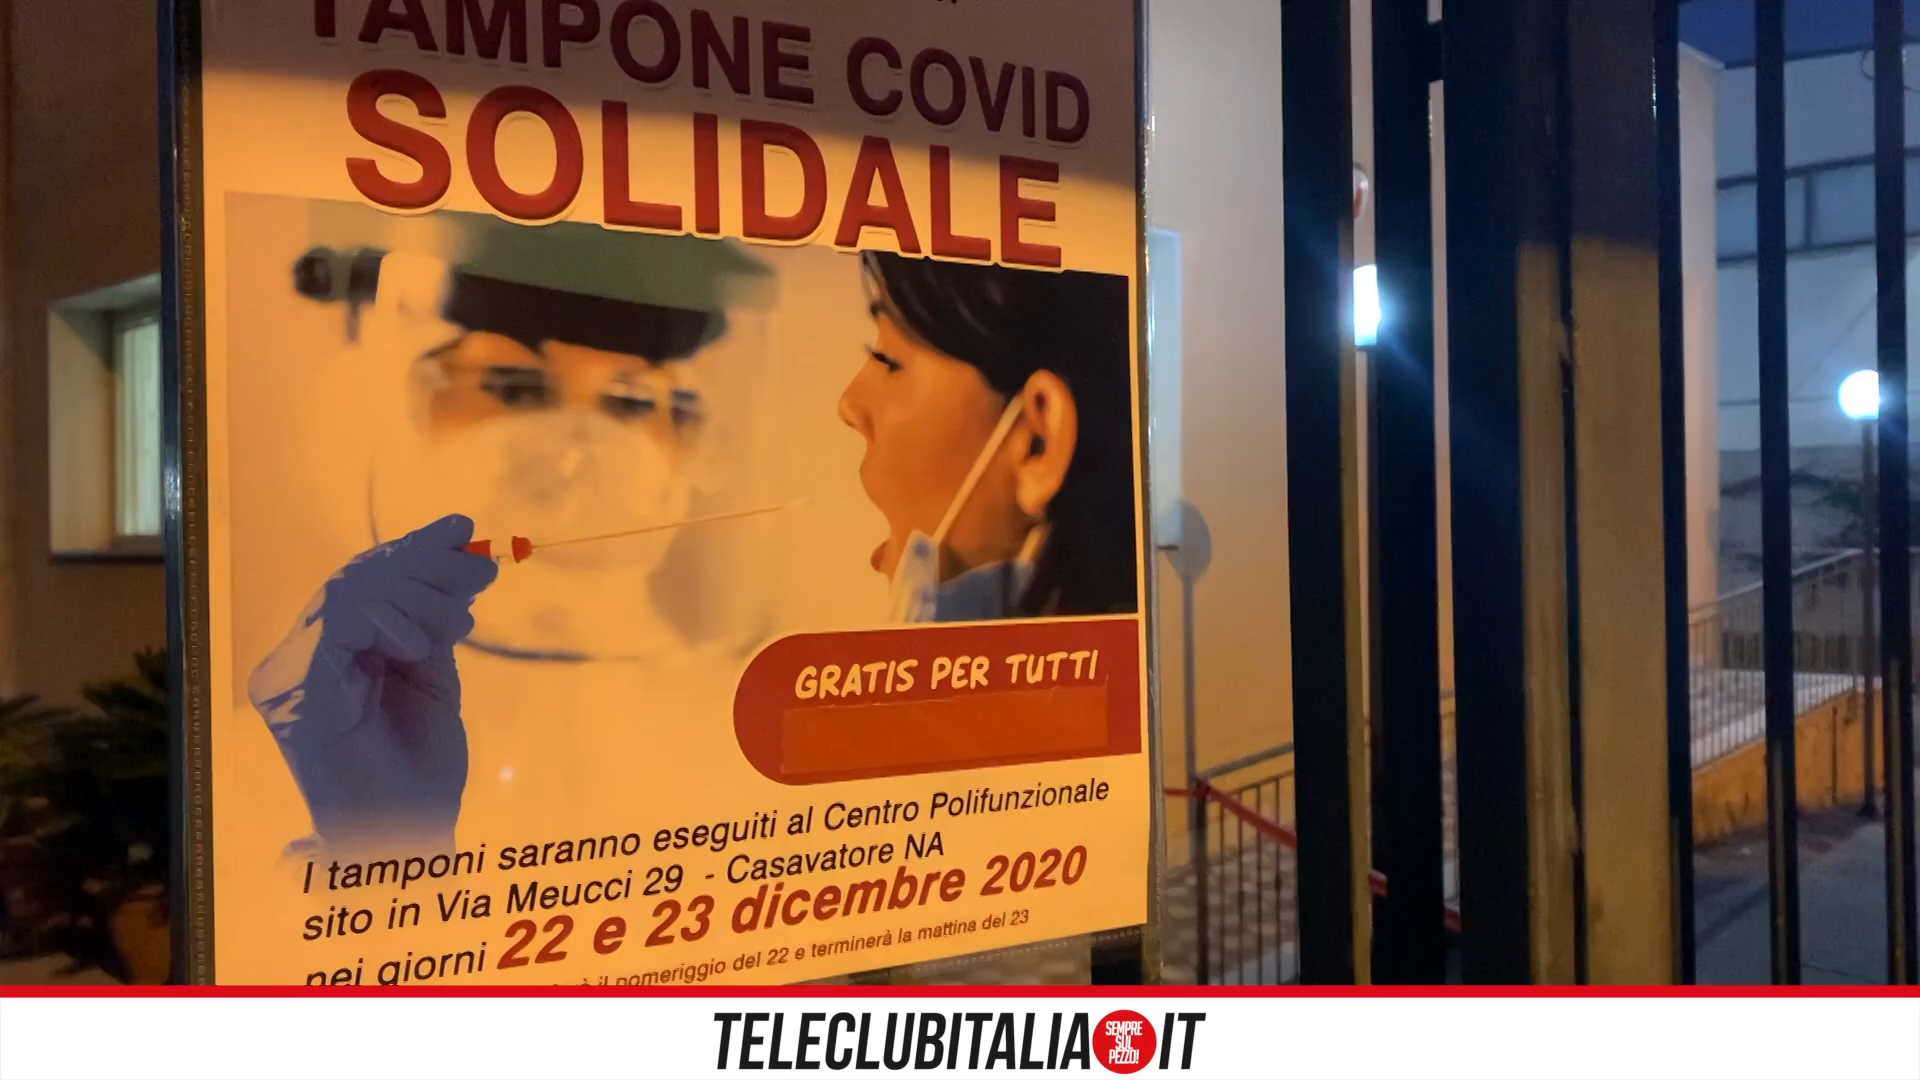 TAMPONE COVID
SOLIDALE
GRATIS PER TUTTI
I tamponi saranno eseguiti al Centro Polifunzionale
sito in Via Meucci 29 - Casavatore NA
nei giorni 22 e 23 dicembre 2020
il pomeriggio del 22 e terminerà la mattina del 23
TELECLUBITALIA
SEMPRE
SUL
PEZZO!
IT